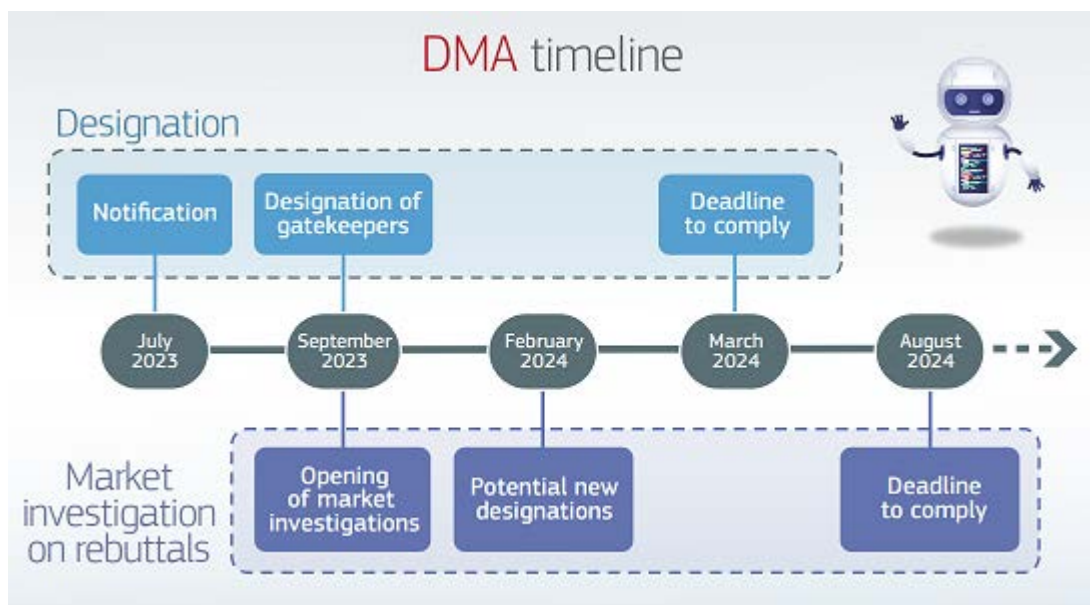 DMA timeline
Designation
Notification
Designation of
gatekeepers
Deadline
to comply
July
2023
September
2023
February
2024
March
2024
August
2024
Market
investigation
on rebuttals
Opening
of market
investigations
Potential new
designations
Deadline
to comply